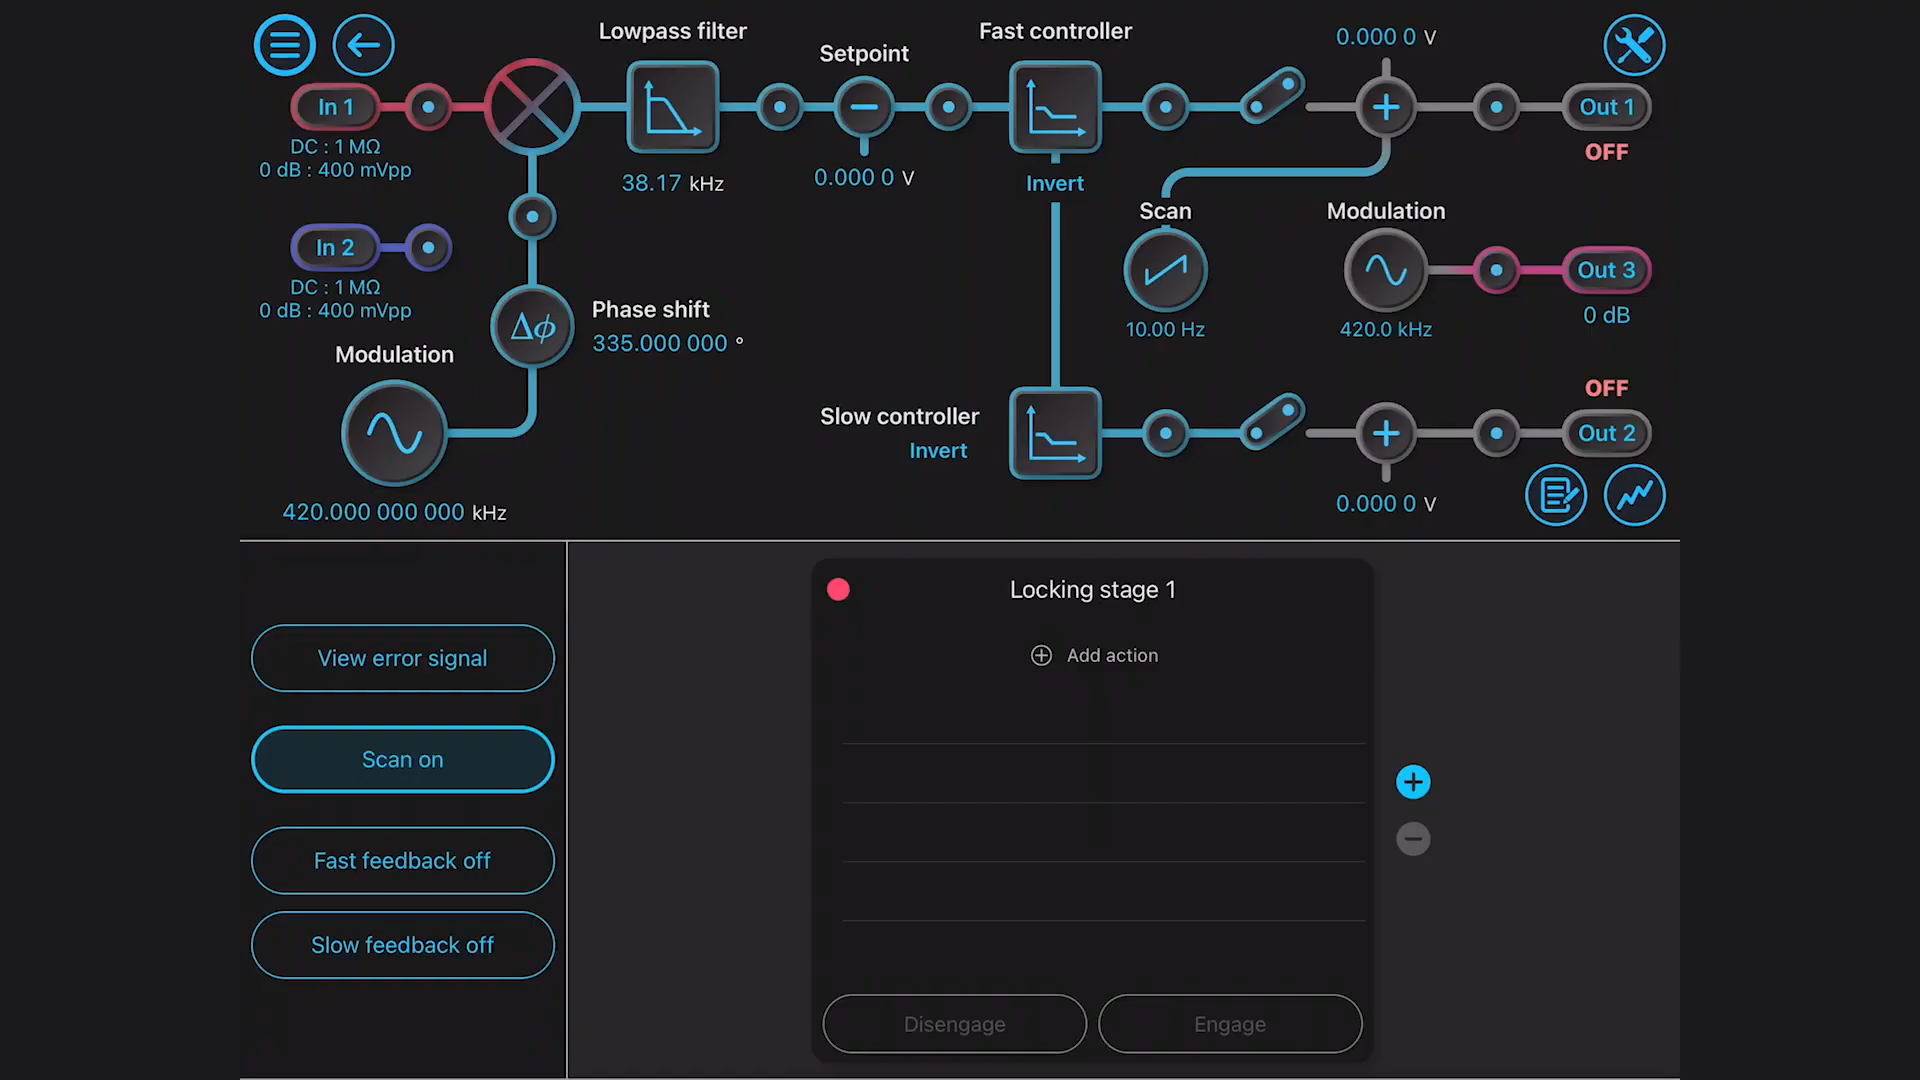 Lowpass filter
Setpoint
Fast controller
0.000 0 V
In 1
DC : 1 MΩ
0 dB : 400 mVpp
38.17 kHz
0.000 0 V
Invert
Out 1
OFF
In 2
DC : 1 MΩ
0 dB : 400 mVpp
Scan
10.00 Hz
Modulation
420.0 kHz
Out 3
0 dB
Δϕ
Phase shift
335.000 000 °
Modulation
420.000 000 000 kHz
Slow controller
Invert
OFF
Out 2
0.000 0 V
View error signal
Scan on
Fast feedback off
Slow feedback off
Locking stage 1
Add action
Disengage
Engage